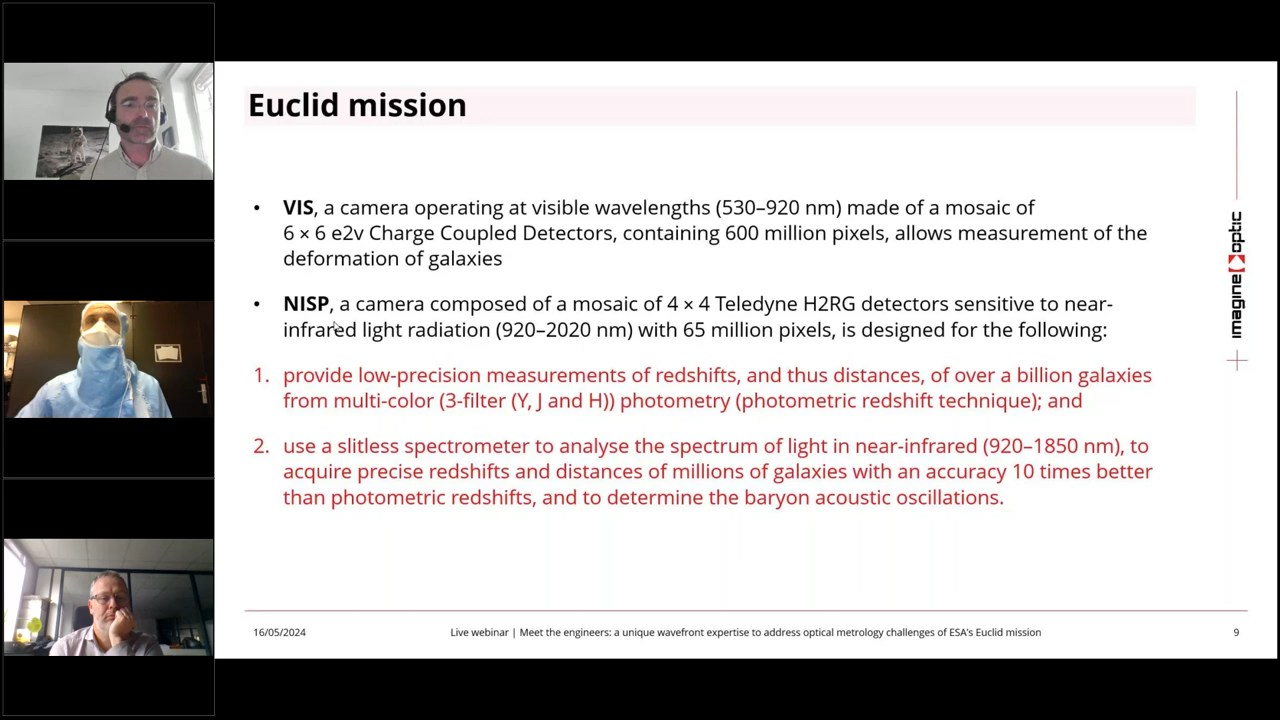 Euclid mission
• VIS, a camera operating at visible wavelengths (530–920 nm) made of a mosaic of
6 × 6 e2v Charge Coupled Detectors, containing 600 million pixels, allows measurement of the
deformation of galaxies
• NISP, a camera composed of a mosaic of 4 × 4 Teledyne H2RG detectors sensitive to near-
infrared light radiation (920–2020 nm) with 65 million pixels, is designed for the following:
1. provide low-precision measurements of redshifts, and thus distances, of over a billion galaxies
from multi-color (3-filter (Y, J and H)) photometry (photometric redshift technique); and
2. use a slitless spectrometer to analyse the spectrum of light in near-infrared (920–1850 nm), to
acquire precise redshifts and distances of millions of galaxies with an accuracy 10 times better
than photometric redshifts, and to determine the baryon acoustic oscillations.
imagine optic
16/05/2024
Live webinar | Meet the engineers: a unique wavefront expertise to address optical metrology challenges of ESA's Euclid mission
9